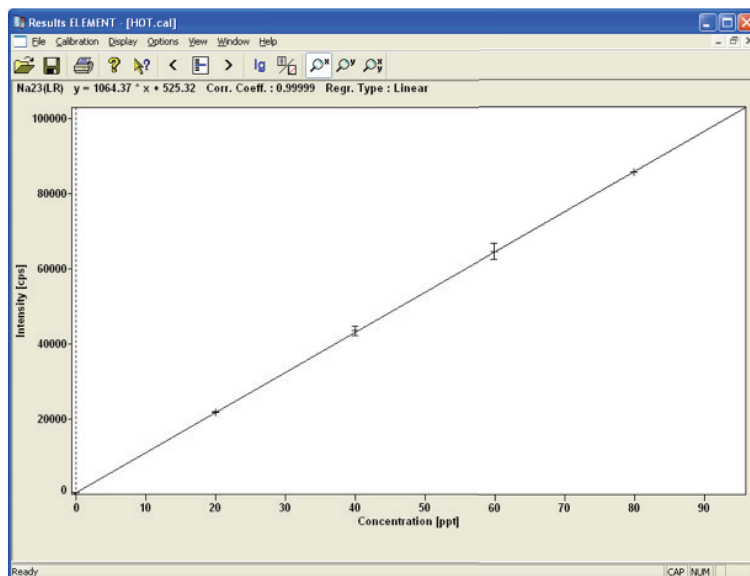 Results ELEMENT - [HOT.cal]
File Calibration Display Options View Window Help
lg
Na23(LR) y = 1064.37 * x + 525.32 Corr. Coeff. : 0.99999 Regr. Type : Linear
100000
80000
60000
40000
20000
0
Intensity [cps]
0 10 20 30 40 50 60 70 80 90
Concentration [ppt]
Ready CAP NUM